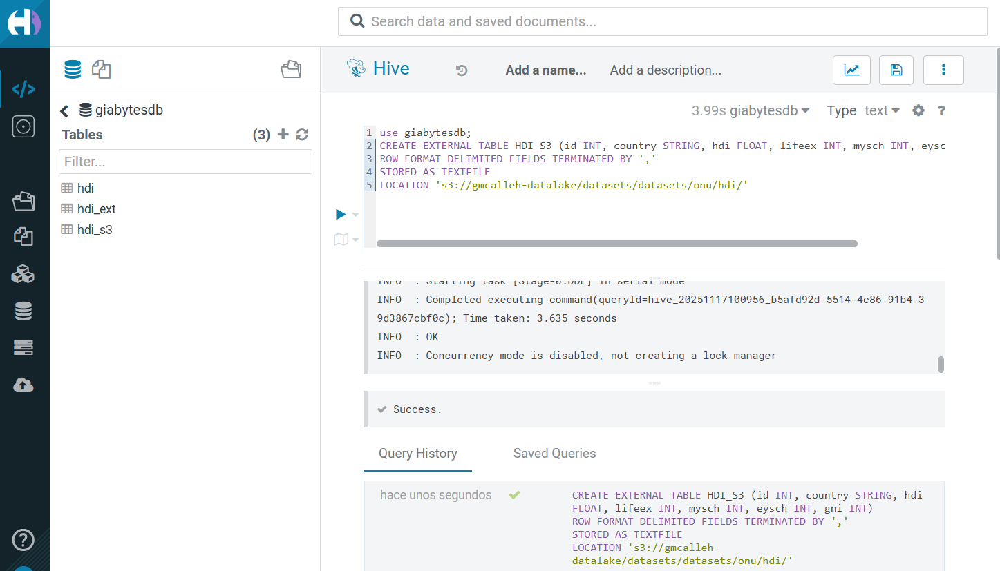 Search data and saved documents...
Hive
Add a name...
Add a description...
giabytesdb
Tables
(3)
Filter...
hdi
hdi_ext
hdi_s3
3.99s giabytesdb
Type text
?
1 use giabytesdb;
2 CREATE EXTERNAL TABLE HDI_S3 (id INT, country STRING, hdi FLOAT, lifeex INT, mysch INT, eysc
3 ROW FORMAT DELIMITED FIELDS TERMINATED BY ','
4 STORED AS TEXTFILE
5 LOCATION 's3://gmcalleh-datalake/datasets/datasets/onu/hdi/'
INFO  : Starting task [Stage-0:DDL] in serial mode
INFO  : Completed executing command(queryId=hive_20251117100956_b5afd92d-5514-4e86-91b4-3
9d3867cbf0c); Time taken: 3.635 seconds
INFO  : OK
INFO  : Concurrency mode is disabled, not creating a lock manager
Success.
Query History
Saved Queries
hace unos segundos
CREATE EXTERNAL TABLE HDI_S3 (id INT, country STRING, hdi
FLOAT, lifeex INT, mysch INT, eysch INT, gni INT)
ROW FORMAT DELIMITED FIELDS TERMINATED BY ','
STORED AS TEXTFILE
LOCATION 's3://gmcalleh-
datalake/datasets/datasets/onu/hdi/'